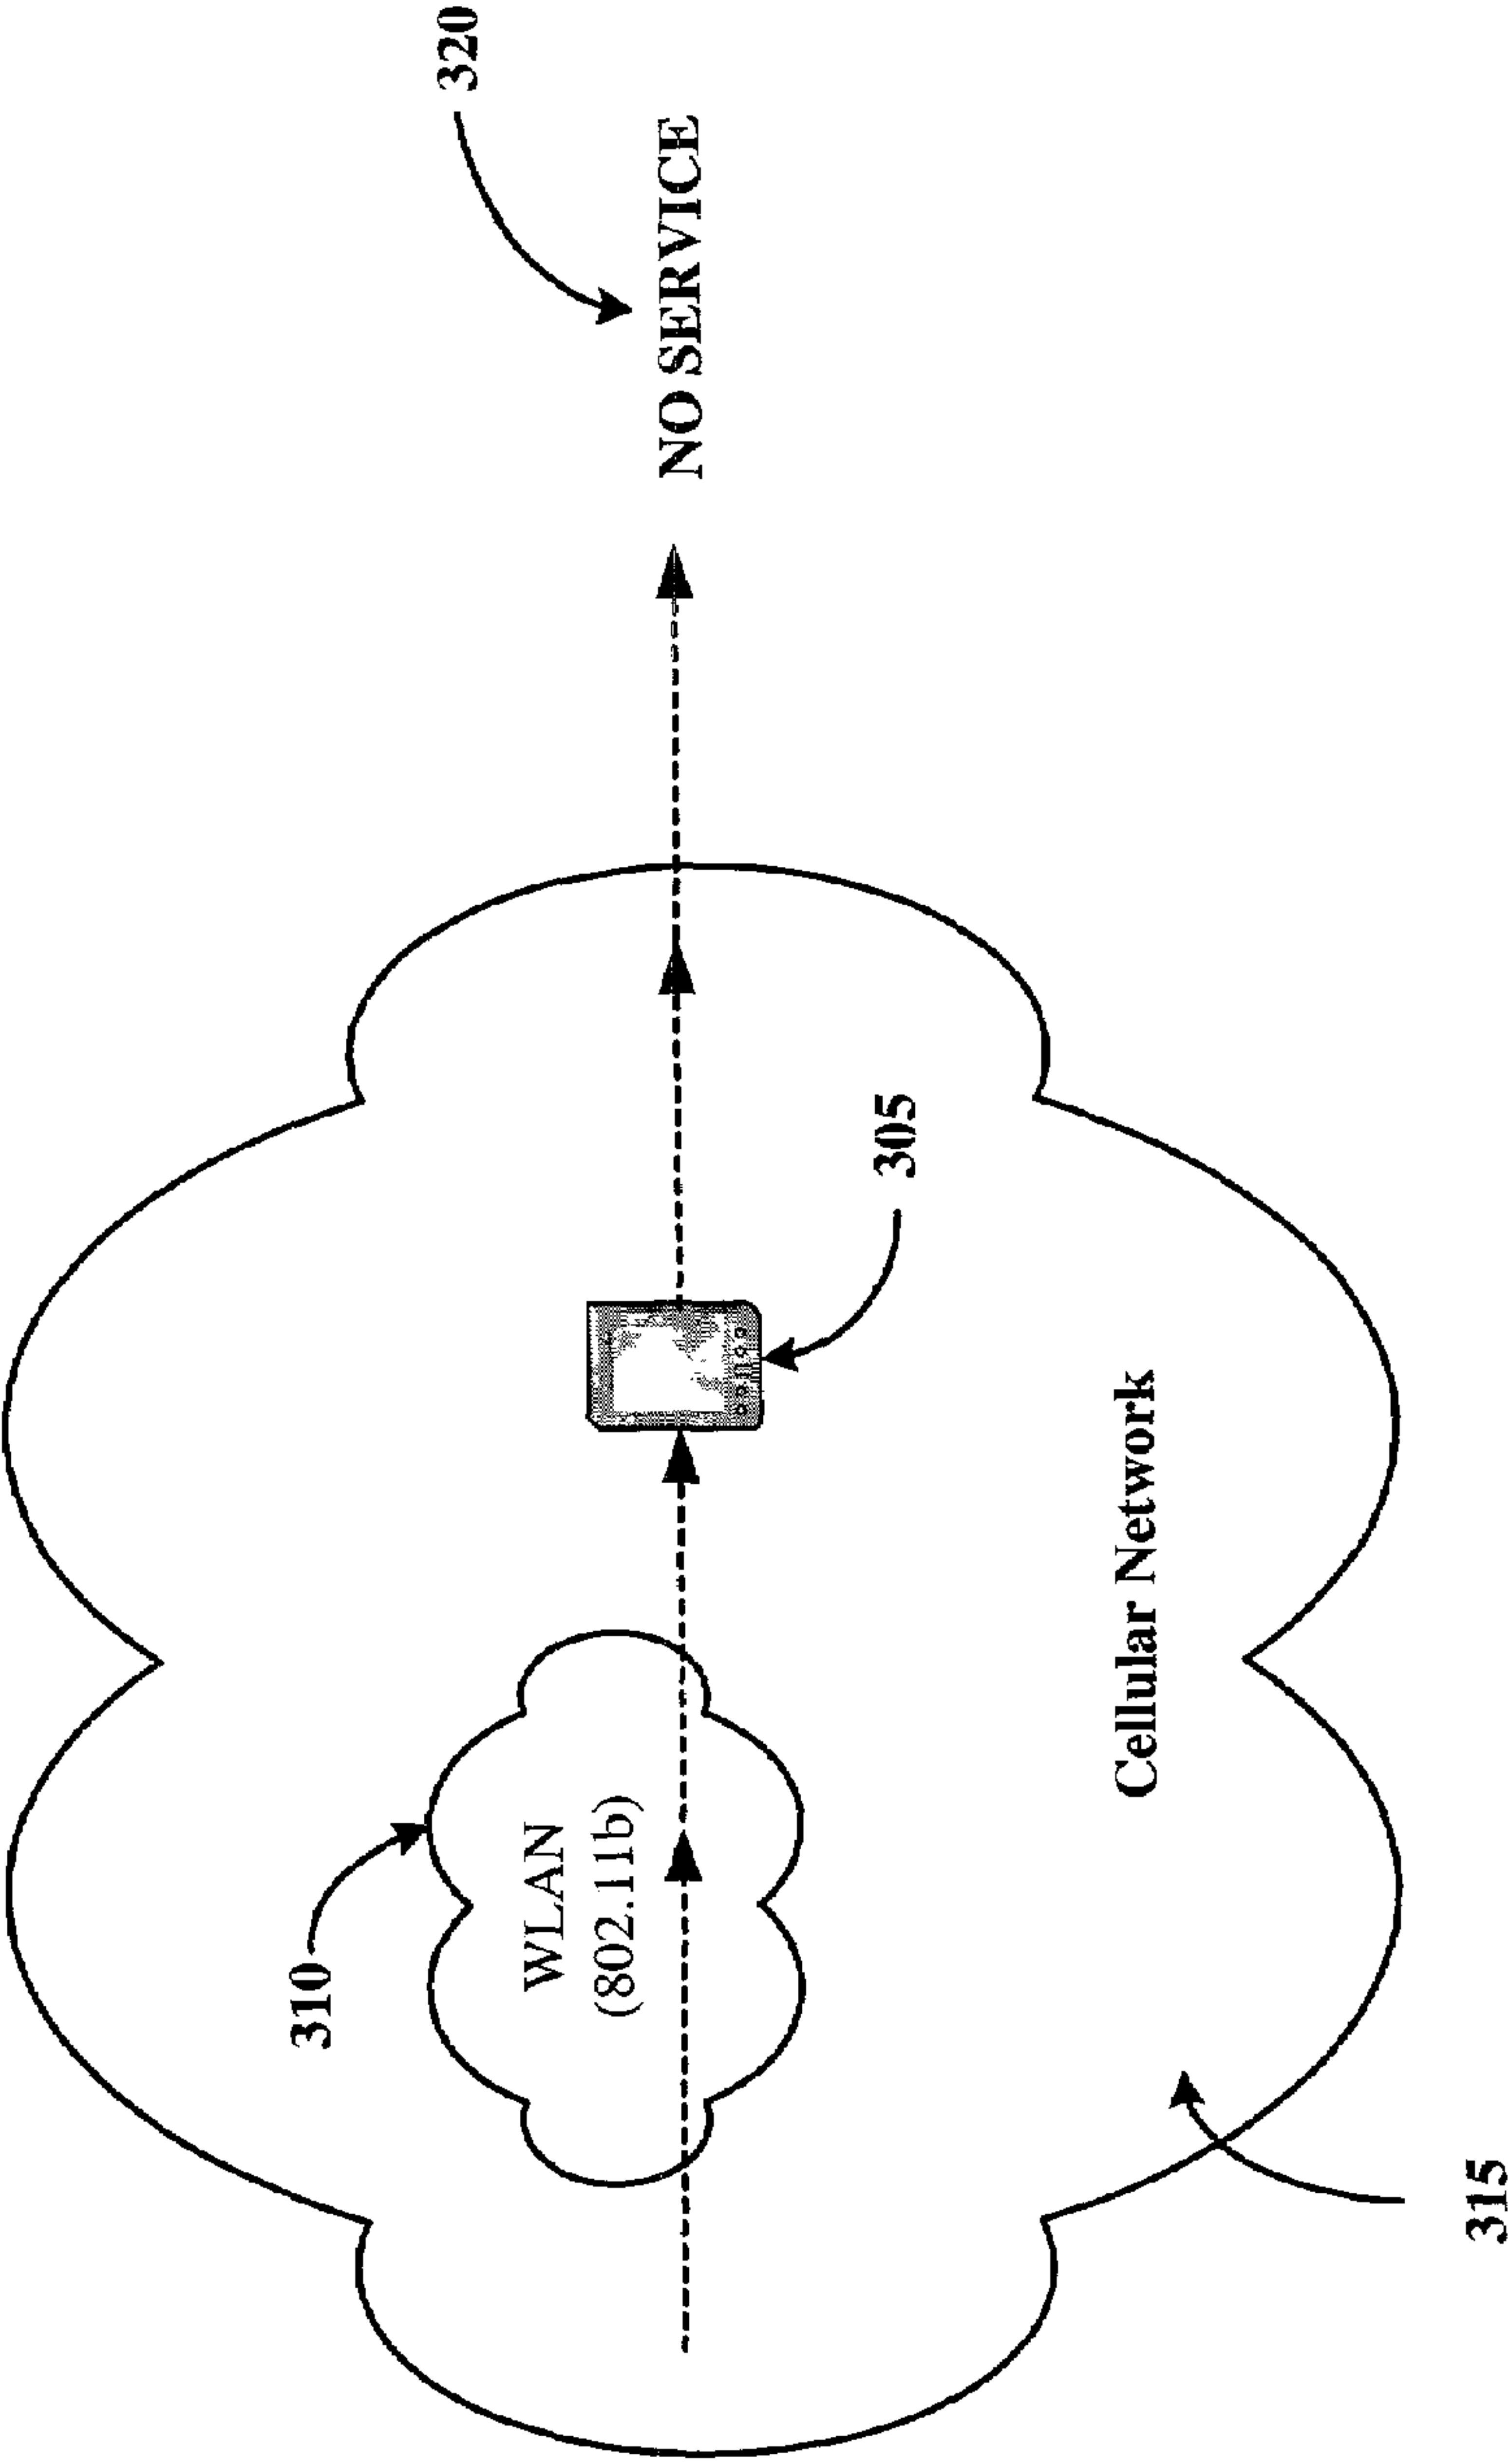 310
WLAN
(802.11b)
305
320
NO SERVICE
Cellular Network
315